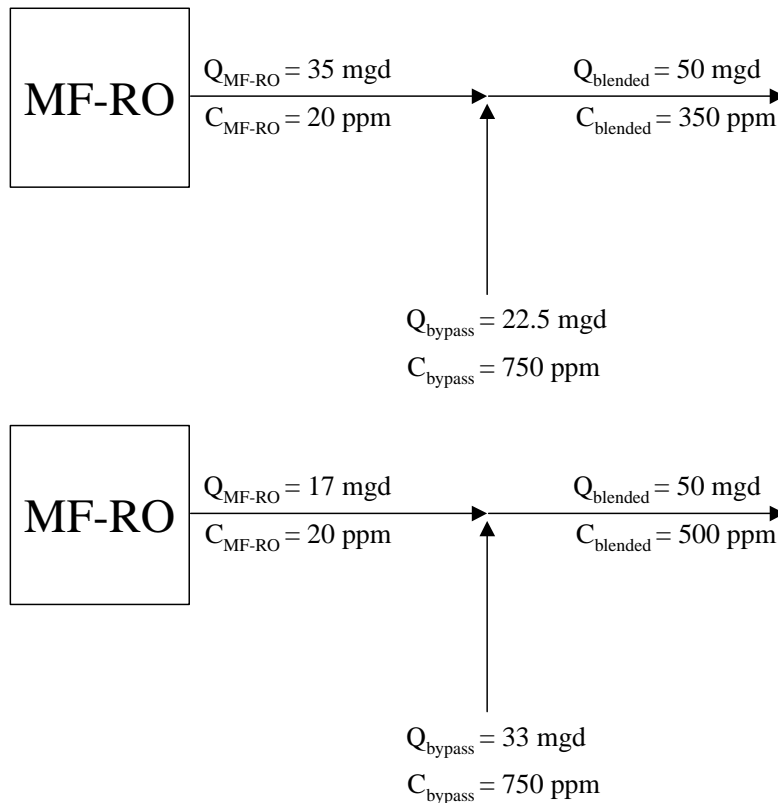 MF-RO
Q_MF-RO = 35 mgd
C_MF-RO = 20 ppm
Q_blended = 50 mgd
C_blended = 350 ppm
Q_bypass = 22.5 mgd
C_bypass = 750 ppm
MF-RO
Q_MF-RO = 17 mgd
C_MF-RO = 20 ppm
Q_blended = 50 mgd
C_blended = 500 ppm
Q_bypass = 33 mgd
C_bypass = 750 ppm